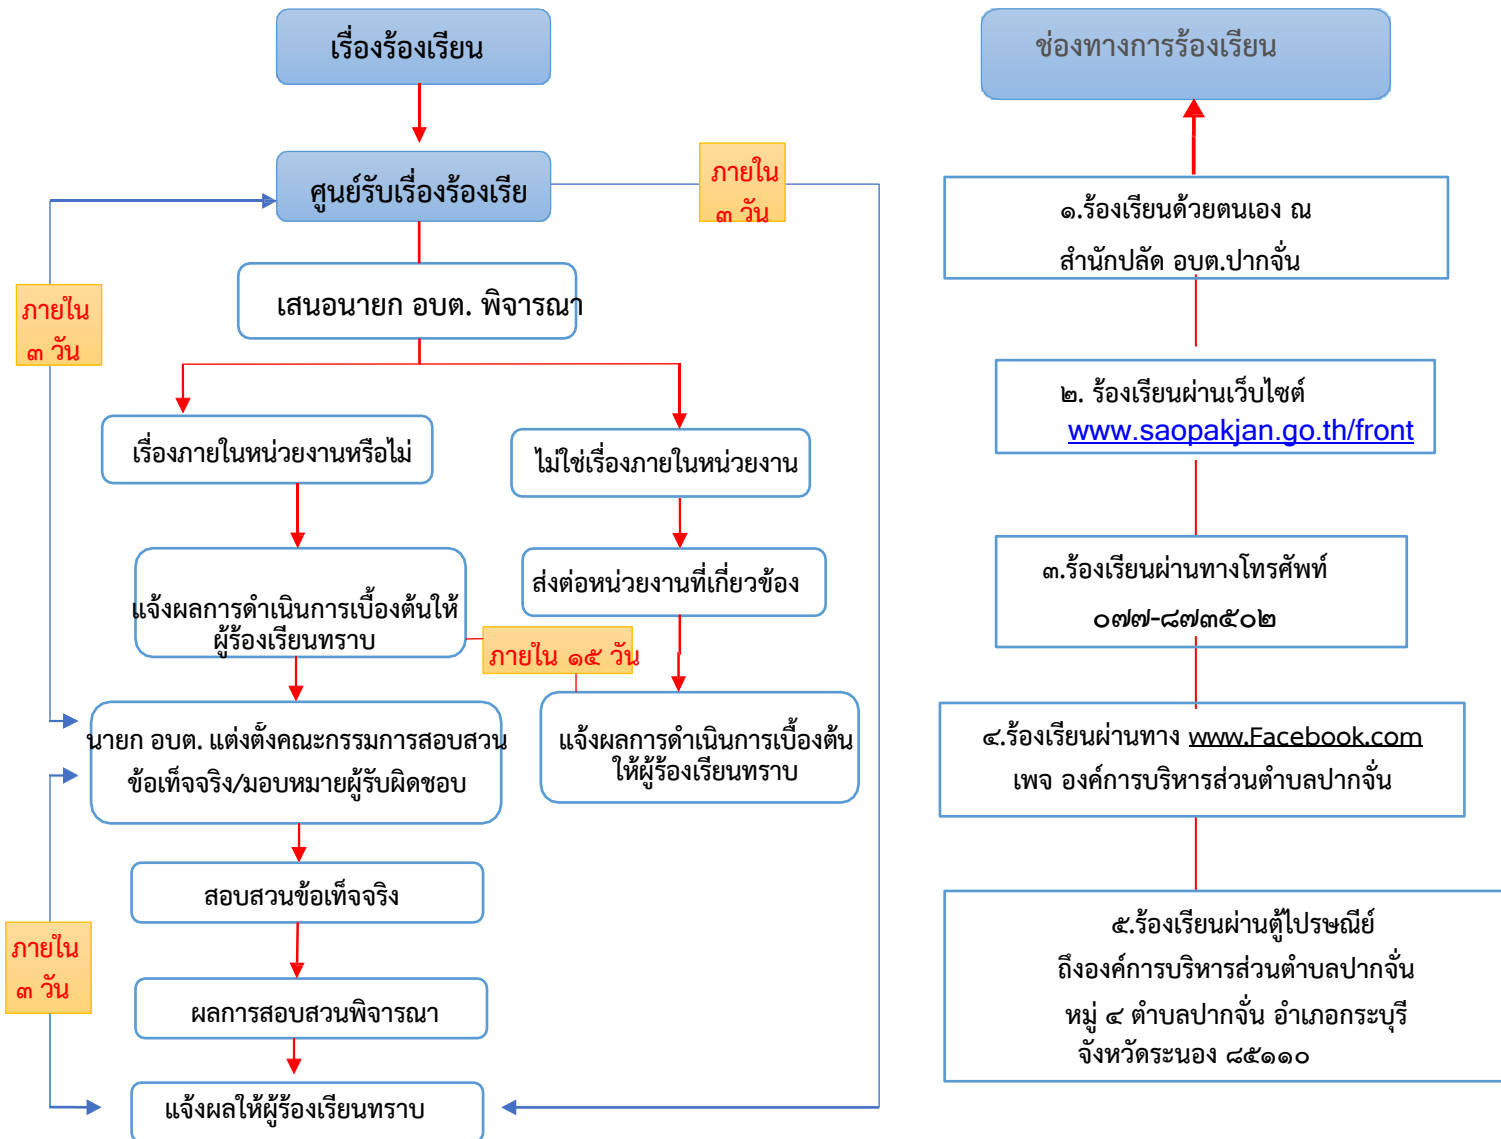 เรื่องร้องเรียน
ศูนย์รับเรื่องร้องเรีย
ภายใน
๓ วัน
ภายใน
๓ วัน
เสนอนายก อบต. พิจารณา
เรื่องภายในหน่วยงานหรือไม่
ไม่ใช่เรื่องภายในหน่วยงาน
แจ้งผลการดำเนินการเบื้องต้นให้
ผู้ร้องเรียนทราบ
ส่งต่อหน่วยงานที่เกี่ยวข้อง
ภายใน ๑๕ วัน
นายก อบต. แต่งตั้งคณะกรรมการสอบสวน
ข้อเท็จจริง/มอบหมายผู้รับผิดชอบ
แจ้งผลการดำเนินการเบื้องต้น
ให้ผู้ร้องเรียนทราบ
สอบสวนข้อเท็จจริง
ภายใน
๓ วัน
ผลการสอบสวนพิจารณา
แจ้งผลให้ผู้ร้องเรียนทราบ
ช่องทางการร้องเรียน
๑.ร้องเรียนด้วยตนเอง ณ
สำนักปลัด อบต.ปากจั่น
๒. ร้องเรียนผ่านเว็บไซต์
www.saopakjan.go.th/front
๓.ร้องเรียนผ่านทางโทรศัพท์
๐๗๗-๘๗๓๕๐๒
๔.ร้องเรียนผ่านทาง www.Facebook.com
เพจ องค์การบริหารส่วนตำบลปากจั่น
๕.ร้องเรียนผ่านตู้ไปรษณีย์
ถึงองค์การบริหารส่วนตำบลปากจั่น
หมู่ ๔ ตำบลปากจั่น อำเภอกระบุรี
จังหวัดระนอง ๘๕๑๑๐